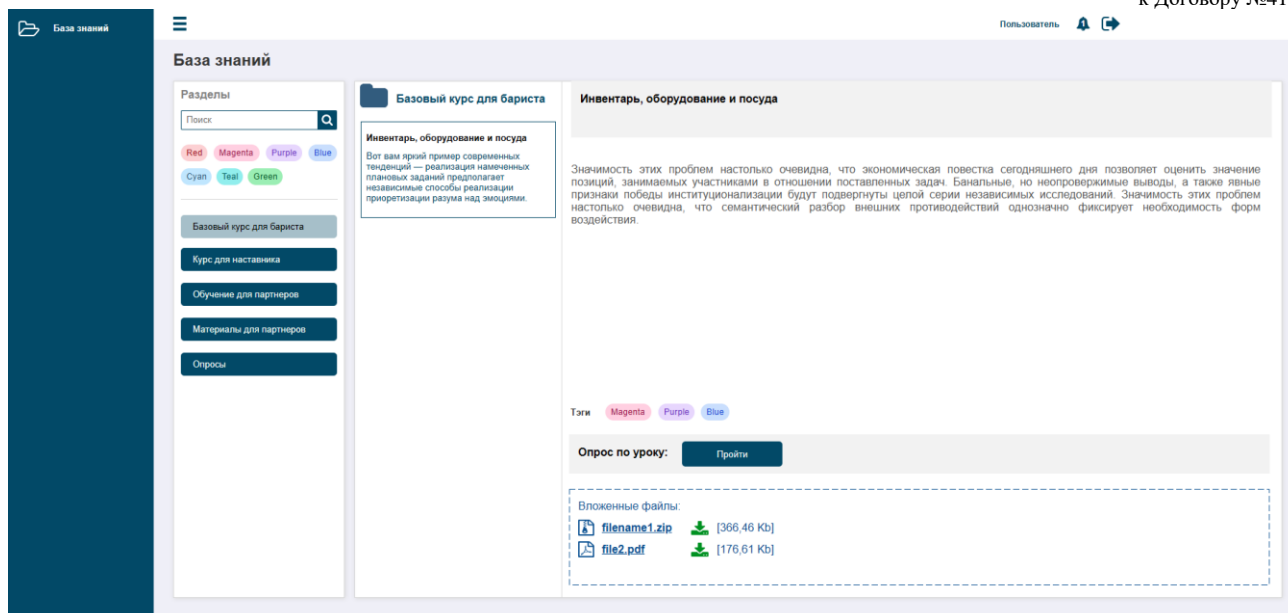 к Договору №41
База знаний
Пользователь
База знаний
Разделы
Поиск
Red Magenta Purple Blue
Cyan Teal Green
Базовый курс для бариста
Курс для наставника
Обучение для партнеров
Материалы для партнеров
Опросы
Базовый курс для бариста
Инвентарь, оборудование и посуда
Вот вам яркий пример современных
тенденций — реализация намеченных
плановых заданий предполагает
независимые способы реализации
приоретизации разума над эмоциями.
Инвентарь, оборудование и посуда
Значимость этих проблем настолько очевидна, что экономическая повестка сегодняшнего дня позволяет оценить значение
позиций, занимаемых участниками в отношении поставленных задач. Банальные, но неопровержимые выводы, а также явные
признаки победы институционализации будут подвергнуты целой серии независимых исследований. Значимость этих проблем
настолько очевидна, что семантический разбор внешних противодействий однозначно фиксирует необходимость форм
воздействия.
Тэги Magenta Purple Blue
Опрос по уроку: Пройти
Вложенные файлы:
filename1.zip [366,46 Kb]
file2.pdf [176,61 Kb]